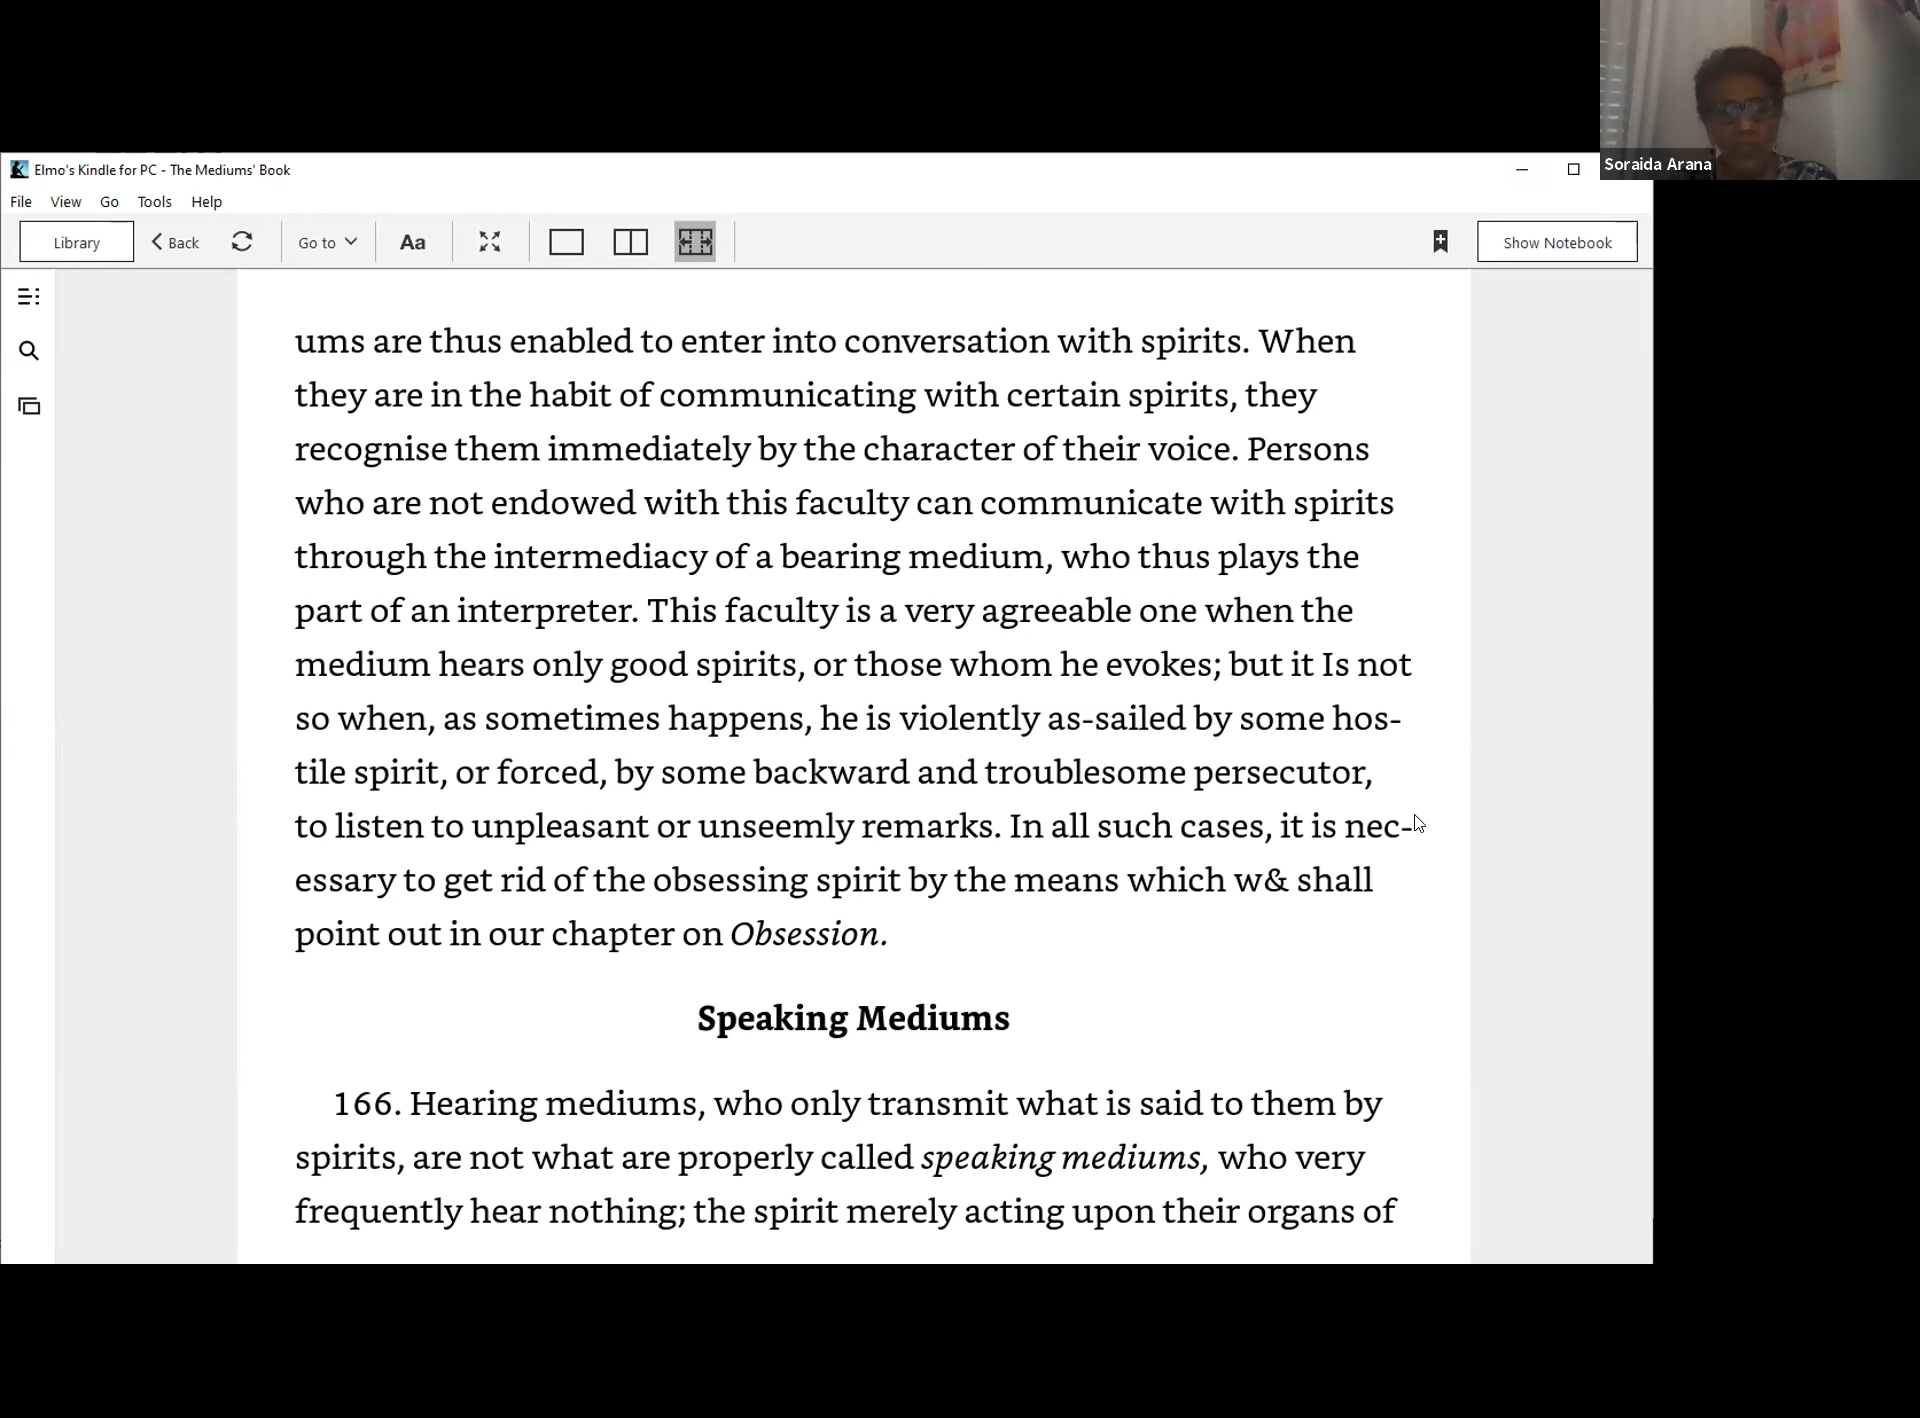 Soraida Arana
Elmo's Kindle for PC - The Mediums' Book
File View Go Tools Help
Library Back Go to Aa Show Notebook
ums are thus enabled to enter into conversation with spirits. When
they are in the habit of communicating with certain spirits, they
recognise them immediately by the character of their voice. Persons
who are not endowed with this faculty can communicate with spirits
through the intermediacy of a bearing medium, who thus plays the
part of an interpreter. This faculty is a very agreeable one when the
medium hears only good spirits, or those whom he evokes; but it Is not
so when, as sometimes happens, he is violently as-sailed by some hos-
tile spirit, or forced, by some backward and troublesome persecutor,
to listen to unpleasant or unseemly remarks. In all such cases, it is nec-
essary to get rid of the obsessing spirit by the means which w& shall
point out in our chapter on Obsession.
Speaking Mediums
166. Hearing mediums, who only transmit what is said to them by
spirits, are not what are properly called speaking mediums, who very
frequently hear nothing; the spirit merely acting upon their organs of